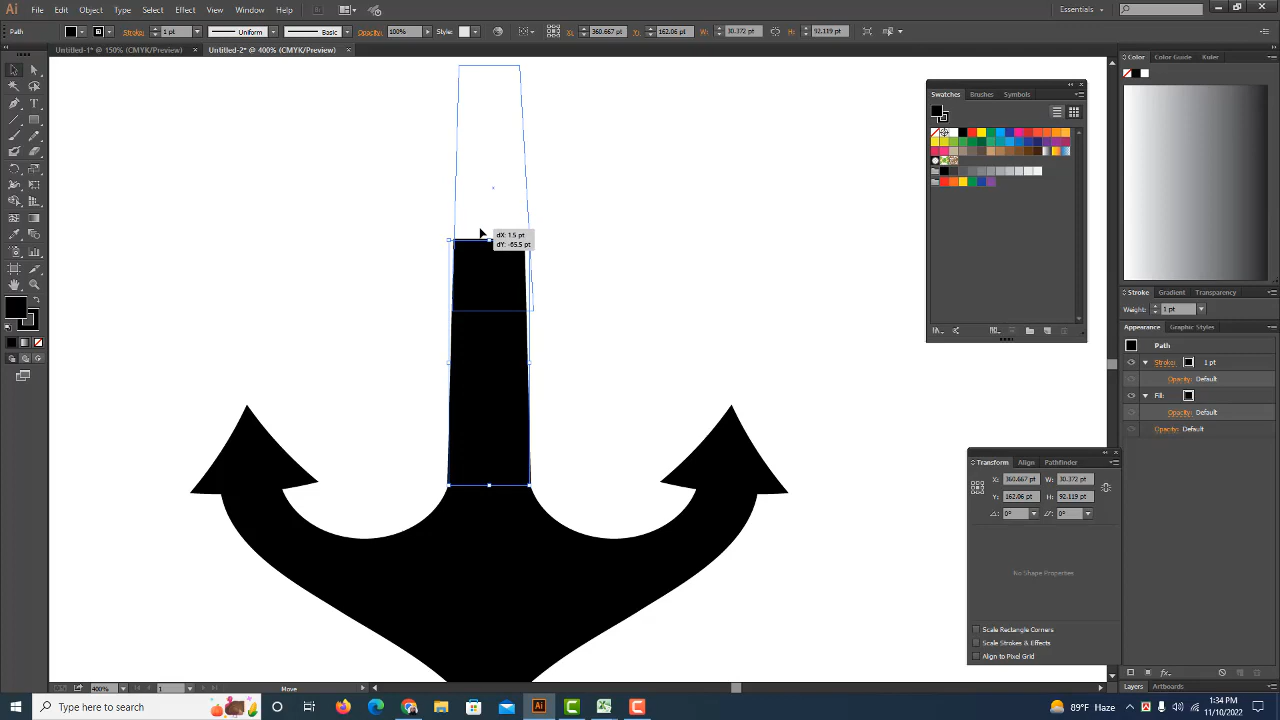 Ai File Edit Object Type Select Effect View Window Help Br Essentials
Path Stroke: 1 pt Uniform Basic Opacity: 100% Style: X: 360.667 pt Y: 162.06 pt W: 30.372 pt H: 92.119 pt
Untitled-1* @ 150% (CMYK/Preview) × Untitled-2* @ 400% (CMYK/Preview) ×
Color Color Guide Kuler
Swatches Brushes Symbols
dX: 1.5 pt
dY: -65.5 pt
Stroke Gradient Transparency
Weight: 1 pt
Appearance Graphic Styles
Path
Stroke: 1 pt
Opacity: Default
Fill:
Opacity: Default
Opacity: Default
Transform Align Pathfinder
X: 360.667 pt W: 30.372 pt
Y: 162.06 pt H: 92.119 pt
0° 0°
No Shape Properties
Scale Rectangle Corners
Scale Strokes & Effects
Align to Pixel Grid
fx
Layers Artboards
400% 1 Move
Type here to search
Ai
89°F Haze
1:34 PM
11/10/2022